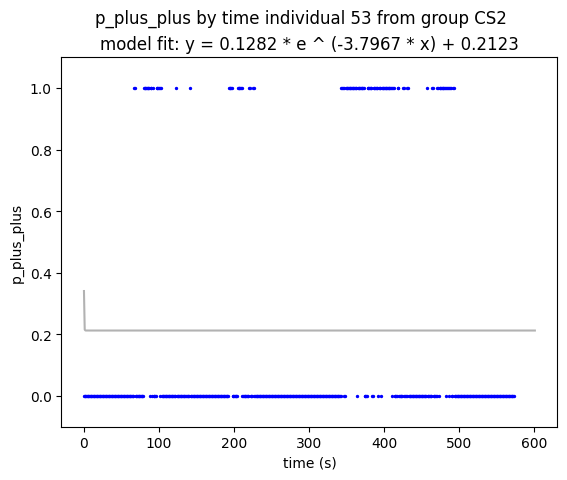 p_plus_plus by time individual 53 from group CS2
model fit: y = 0.1282 * e ^ (-3.7967 * x) + 0.2123
1.0
0.8
0.6
0.4
0.2
0.0
p_plus_plus
0 100 200 300 400 500 600
time (s)